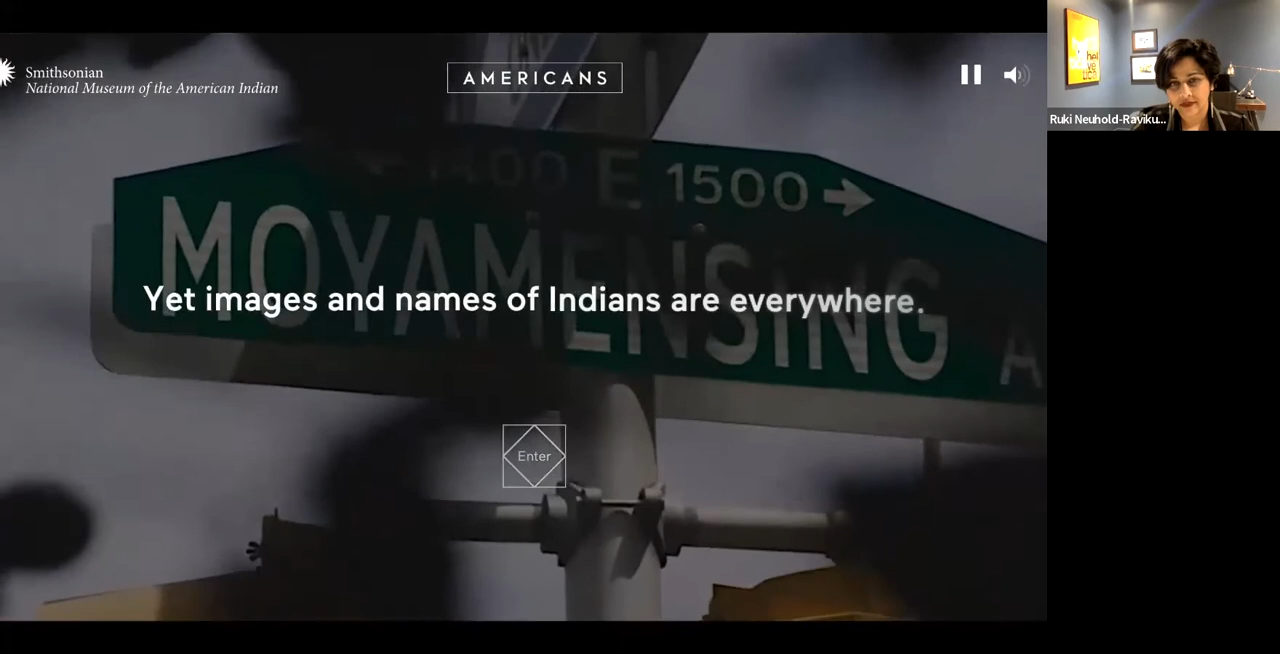 Smithsonian
National Museum of the American Indian
AMERICANS
E 1500
MOYAMENSING A
Yet images and names of Indians are everywhere.
Enter
Ruki Neuhold-Raviku...